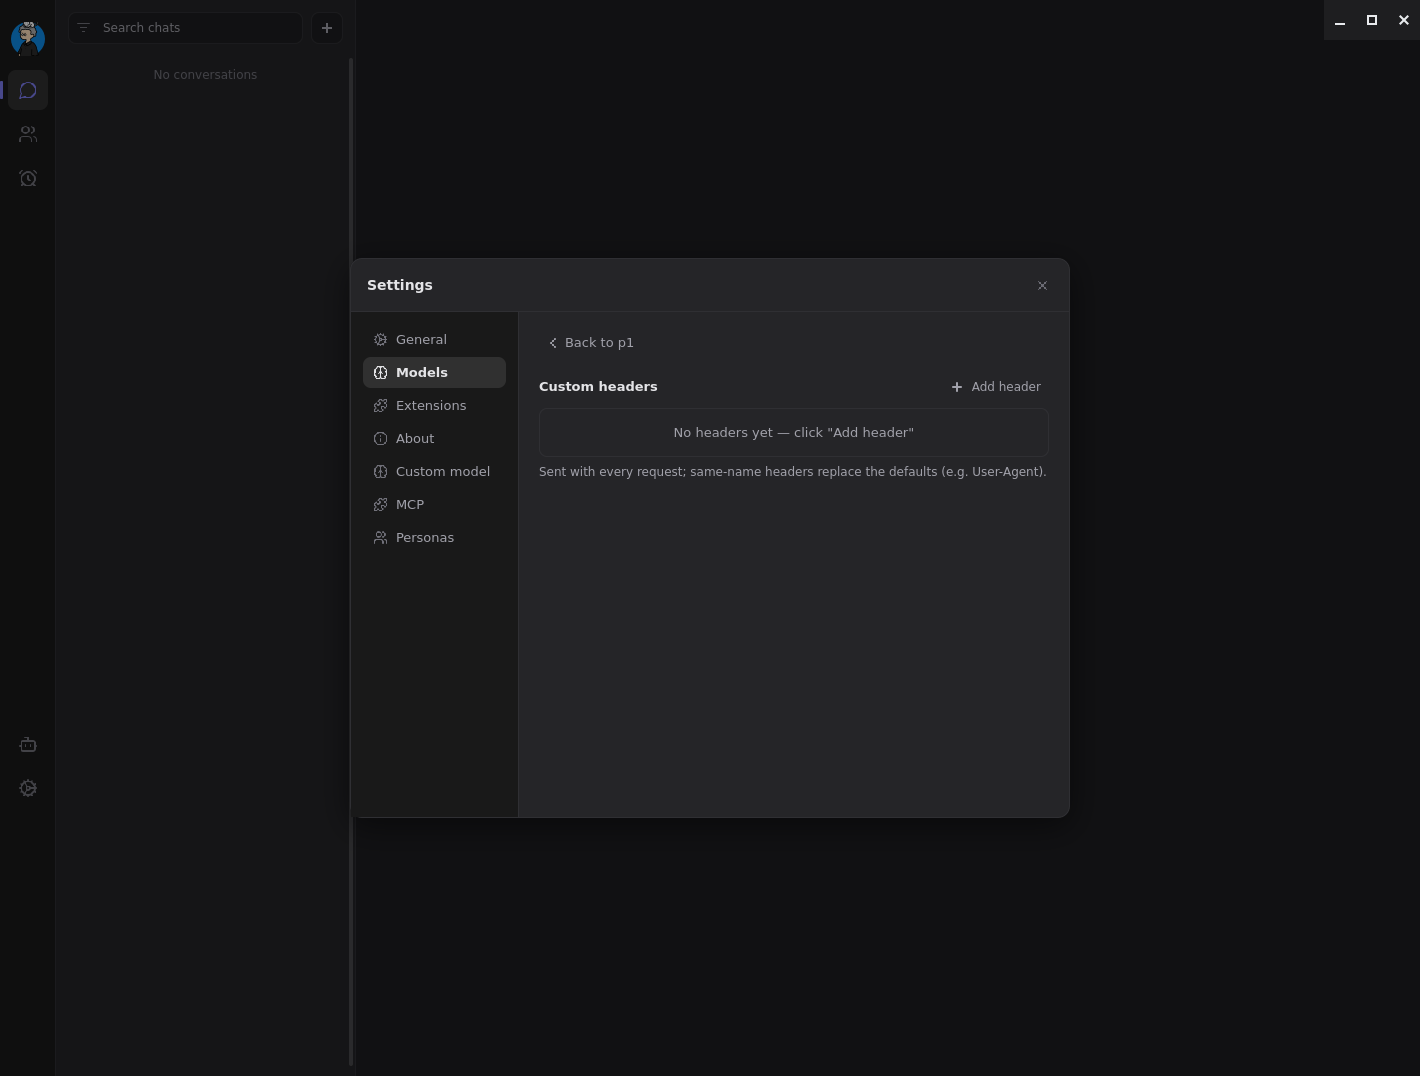 Search chats
No conversations
Settings
General
Models
Extensions
About
Custom model
MCP
Personas
Back to p1
Custom headers
Add header
No headers yet — click "Add header"
Sent with every request; same-name headers replace the defaults (e.g. User-Agent).